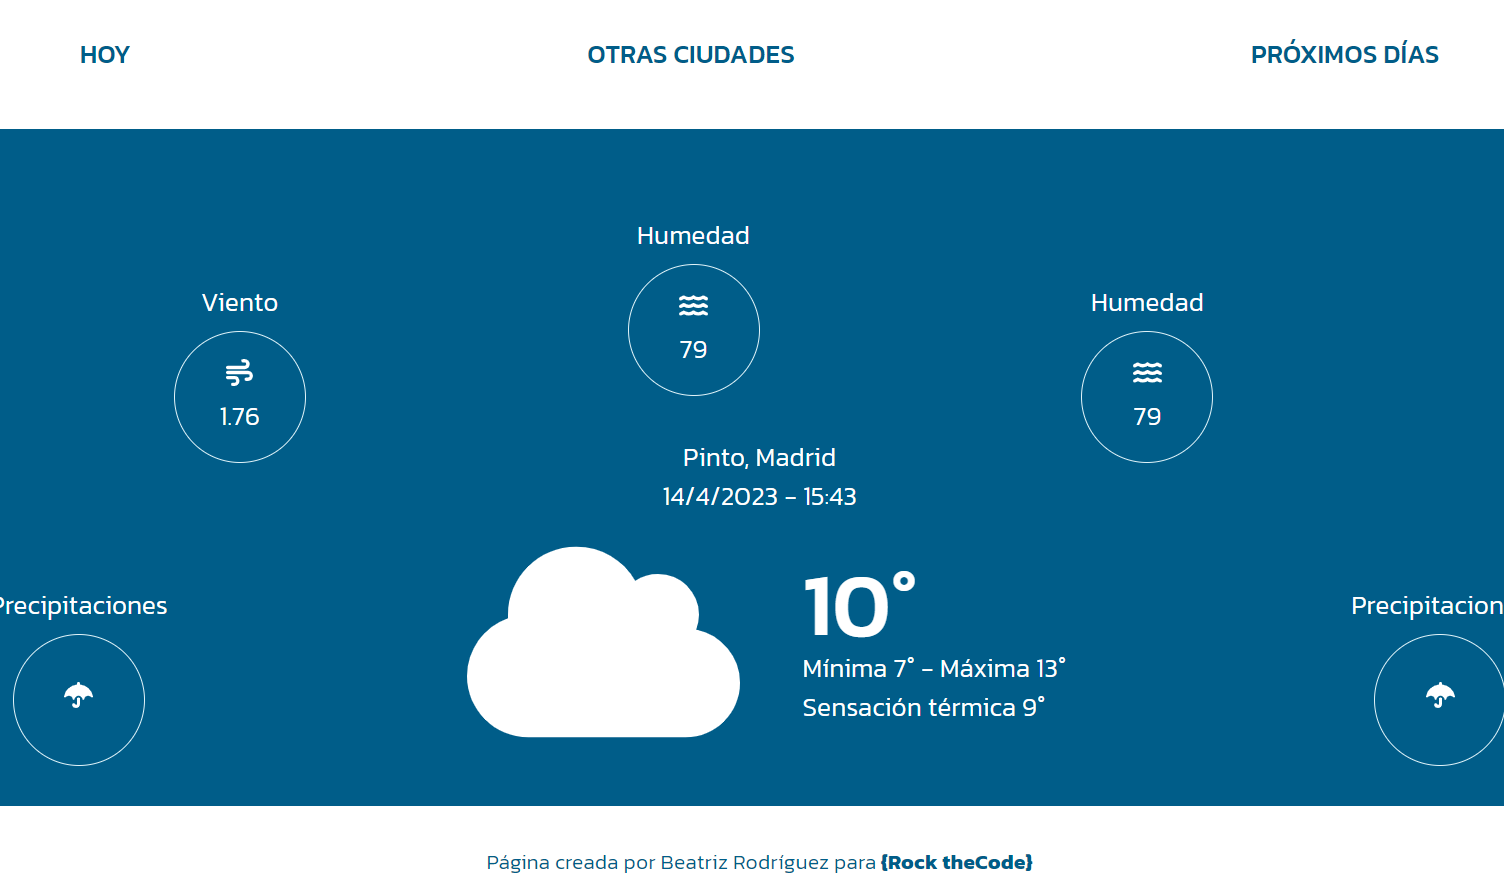 HOY
OTRAS CIUDADES
PRÓXIMOS DÍAS
Humedad
79
Viento
1.76
Humedad
79
Pinto, Madrid
14/4/2023 - 15:43
Precipitaciones
10°
Mínima 7° - Máxima 13°
Sensación térmica 9°
Precipitacion
Página creada por Beatriz Rodríguez para {Rock theCode}